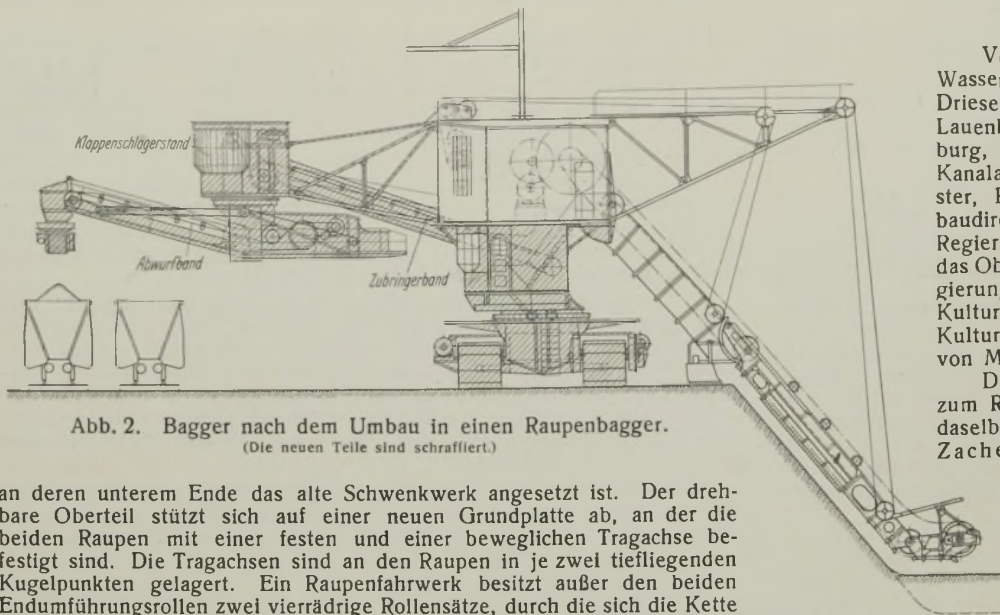 Klappenschlägerstand
Abwurfband
Zubringerband
Abb. 2. Bagger nach dem Umbau in einen Raupenbagger.
(Die neuen Teile sind schraffiert.)
an deren unterem Ende das alte Schwenkwerk angesetzt ist. Der dreh-
bare Oberteil stützt sich auf einer neuen Grundplatte ab, an der die
beiden Raupen mit einer festen und einer beweglichen Tragachse be-
festigt sind. Die Tragachsen sind an den Raupen in je zwei tiefliegenden
Kugelpunkten gelagert. Ein Raupenfahrwerk besitzt außer den beiden
Endumführungsrollen zwei vierrädrige Rollensätze, durch die sich die Kette
Wasse
Driese
Lauenb
burg,
Kanala
ster,
baudire
Regier
das Ob
gierun
Kultur
Kultur
von M
D
zum R
daselb
Zache